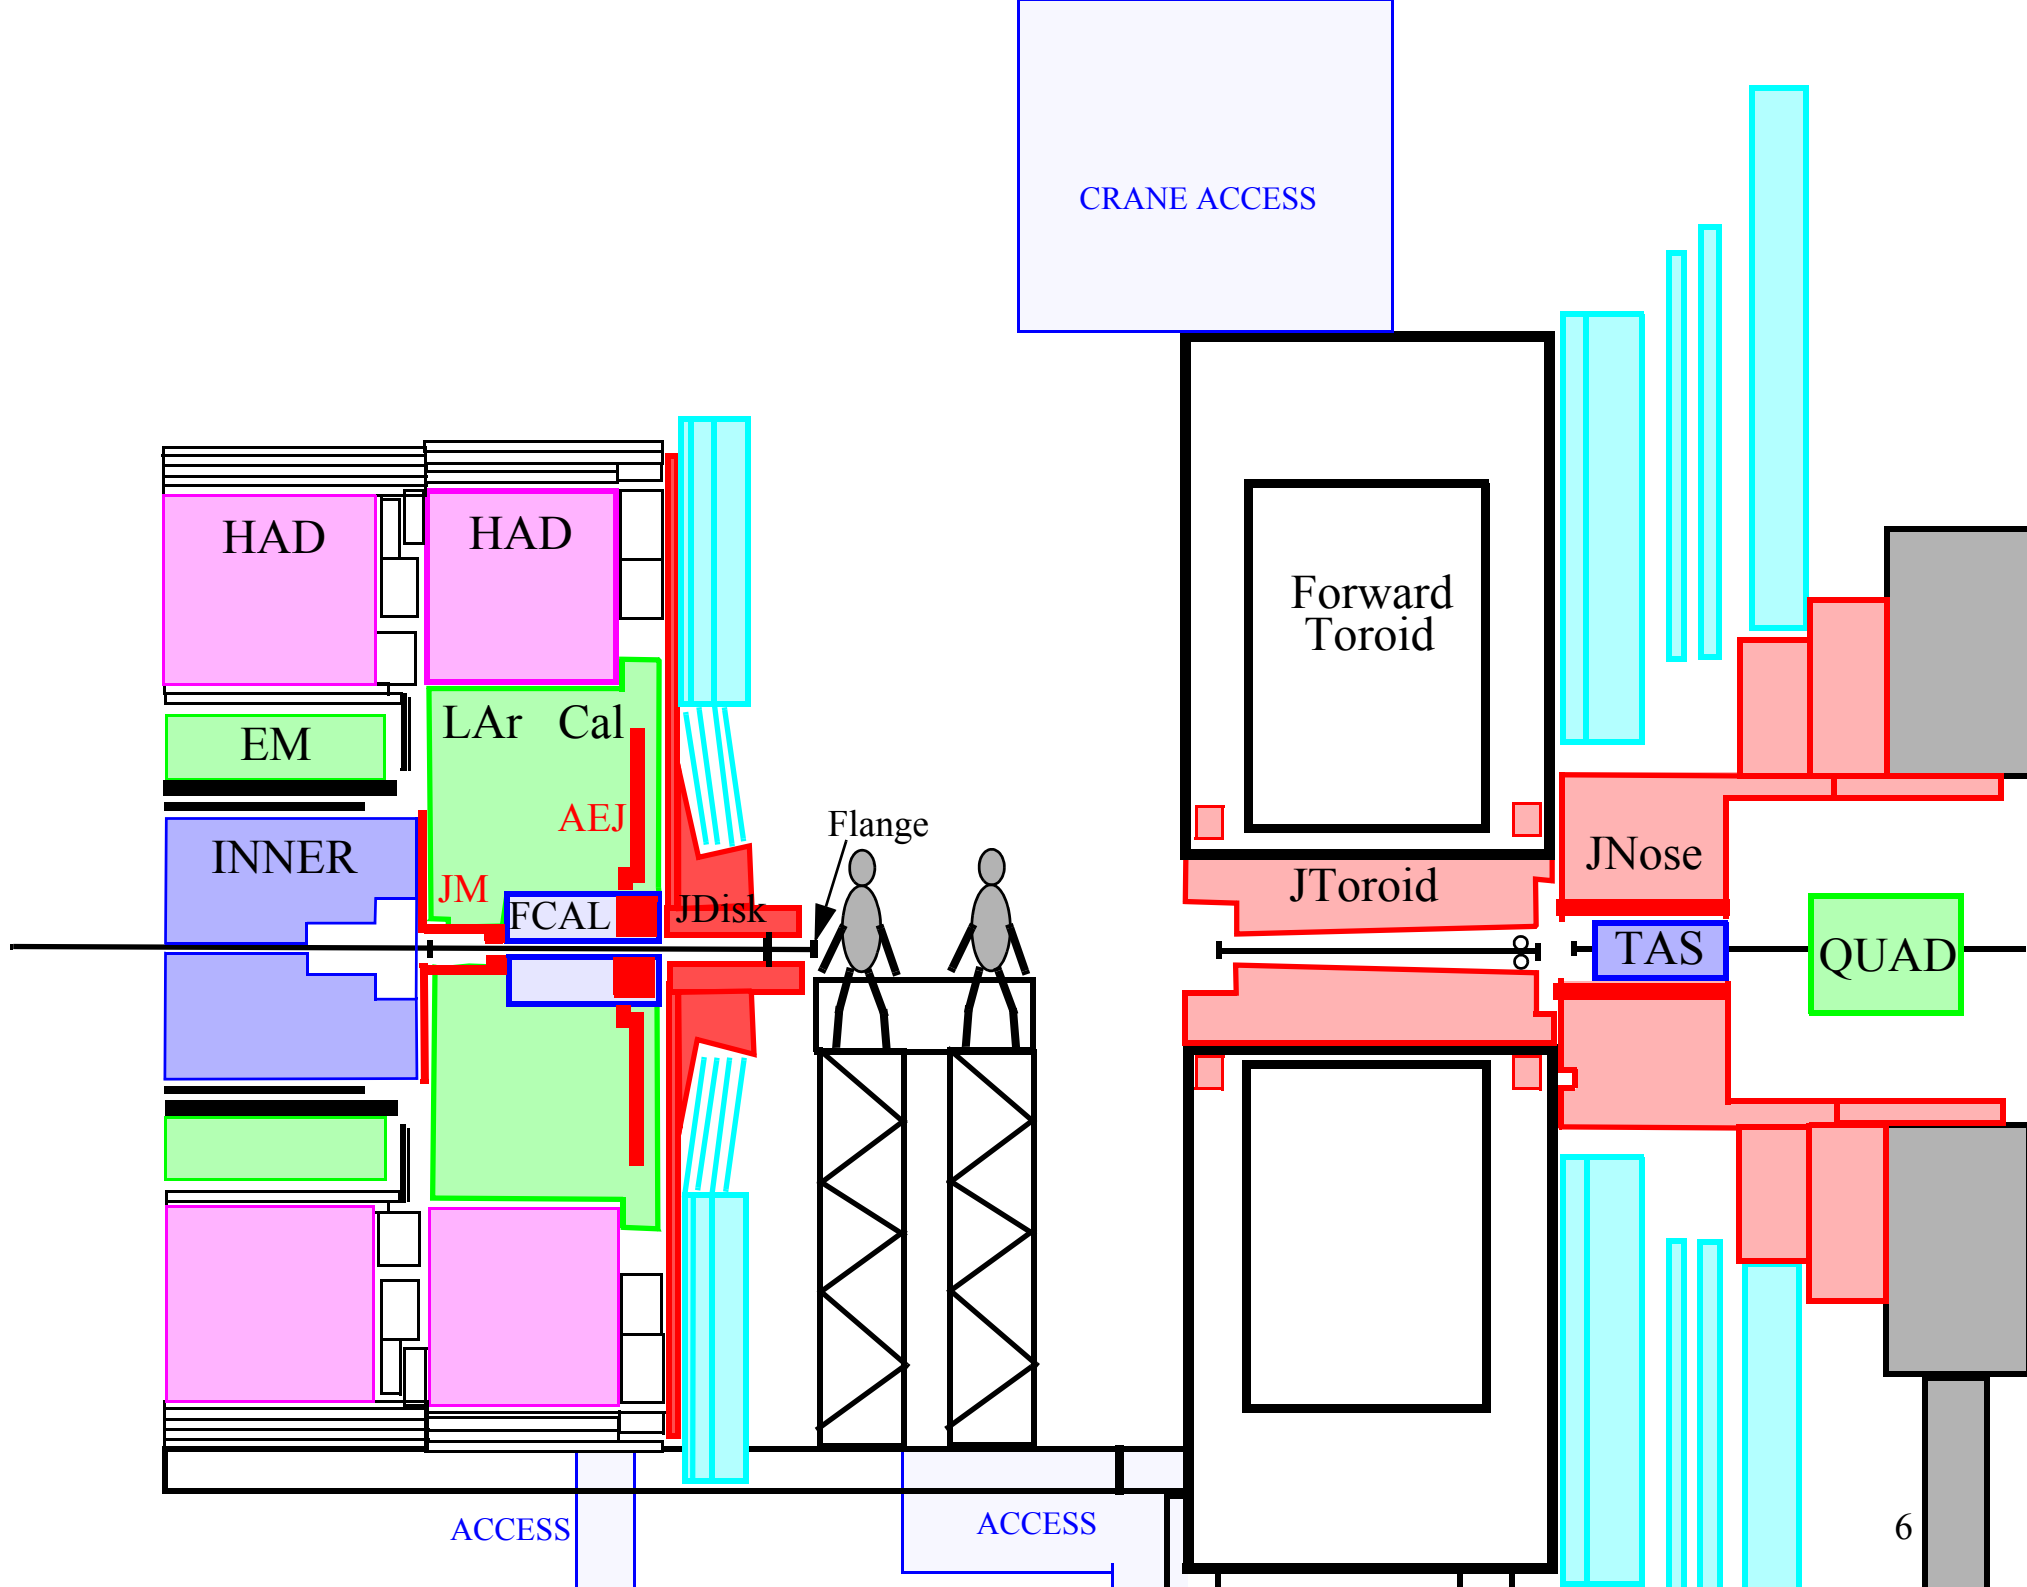 CRANE ACCESS
HAD
HAD
Forward
Toroid
LAr Cal
EM
AEJ
Flange
INNER
JM
FCAL
JDisk
JToroid
JNose
TAS
QUAD
ACCESS
ACCESS
6